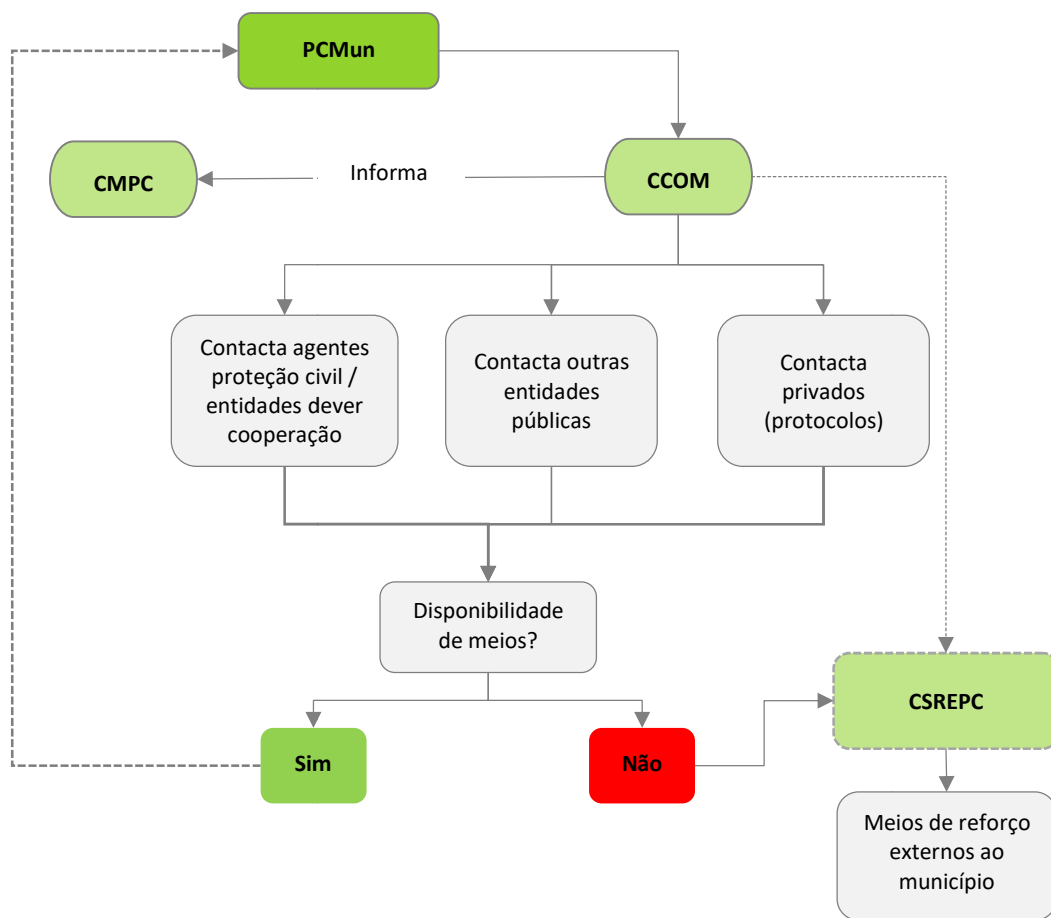 PCMun
CMPC
Informa
CCOM
Contacta agentes
proteção civil /
entidades dever
cooperação
Contacta outras
entidades
públicas
Contacta
privados
(protocolos)
Disponibilidade
de meios?
Sim
Não
CSREPC
Meios de reforço
externos ao
município